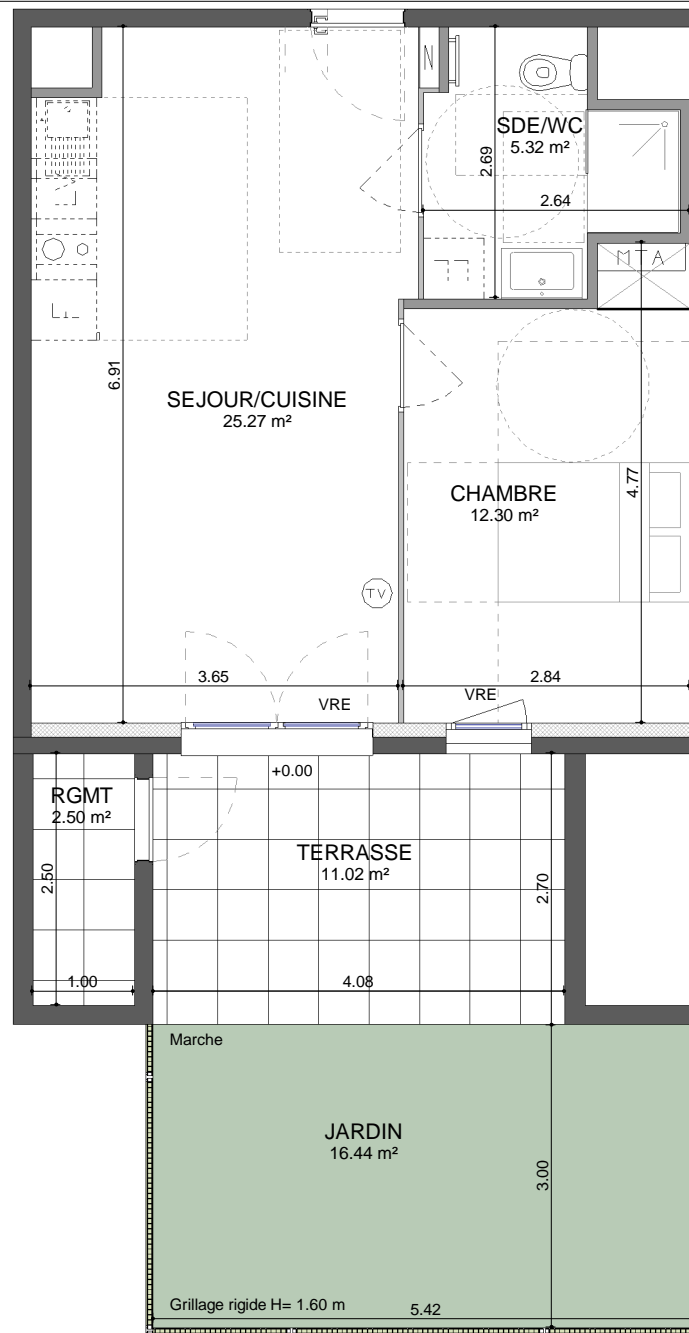 N
SDE/WC
5.32 m²
2.69
2.64
MTA
6.91
SEJOUR/CUISINE
25.27 m²
CHAMBRE
12.30 m²
4.77
TV
3.65
VRE
2.84
VRE
+0.00
RGMT
2.50 m²
TERRASSE
11.02 m²
2.50
2.70
1.00
4.08
Marche
JARDIN
16.44 m²
3.00
Grillage rigide H= 1.60 m
5.42